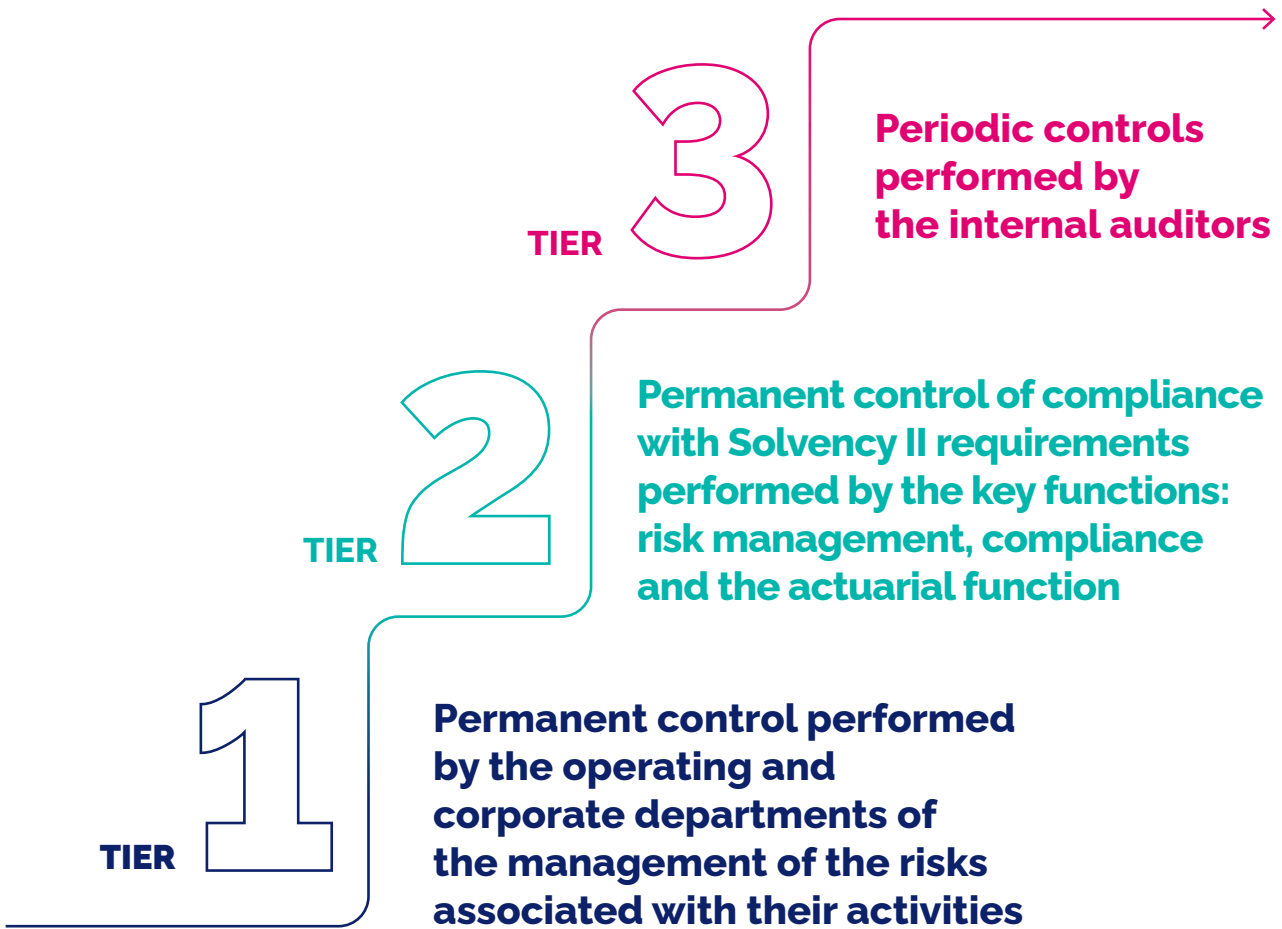 TIER 3
Periodic controls
performed by
the internal auditors
TIER 2
Permanent control of compliance
with Solvency II requirements
performed by the key functions:
risk management, compliance
and the actuarial function
TIER 1
Permanent control performed
by the operating and
corporate departments of
the management of the risks
associated with their activities